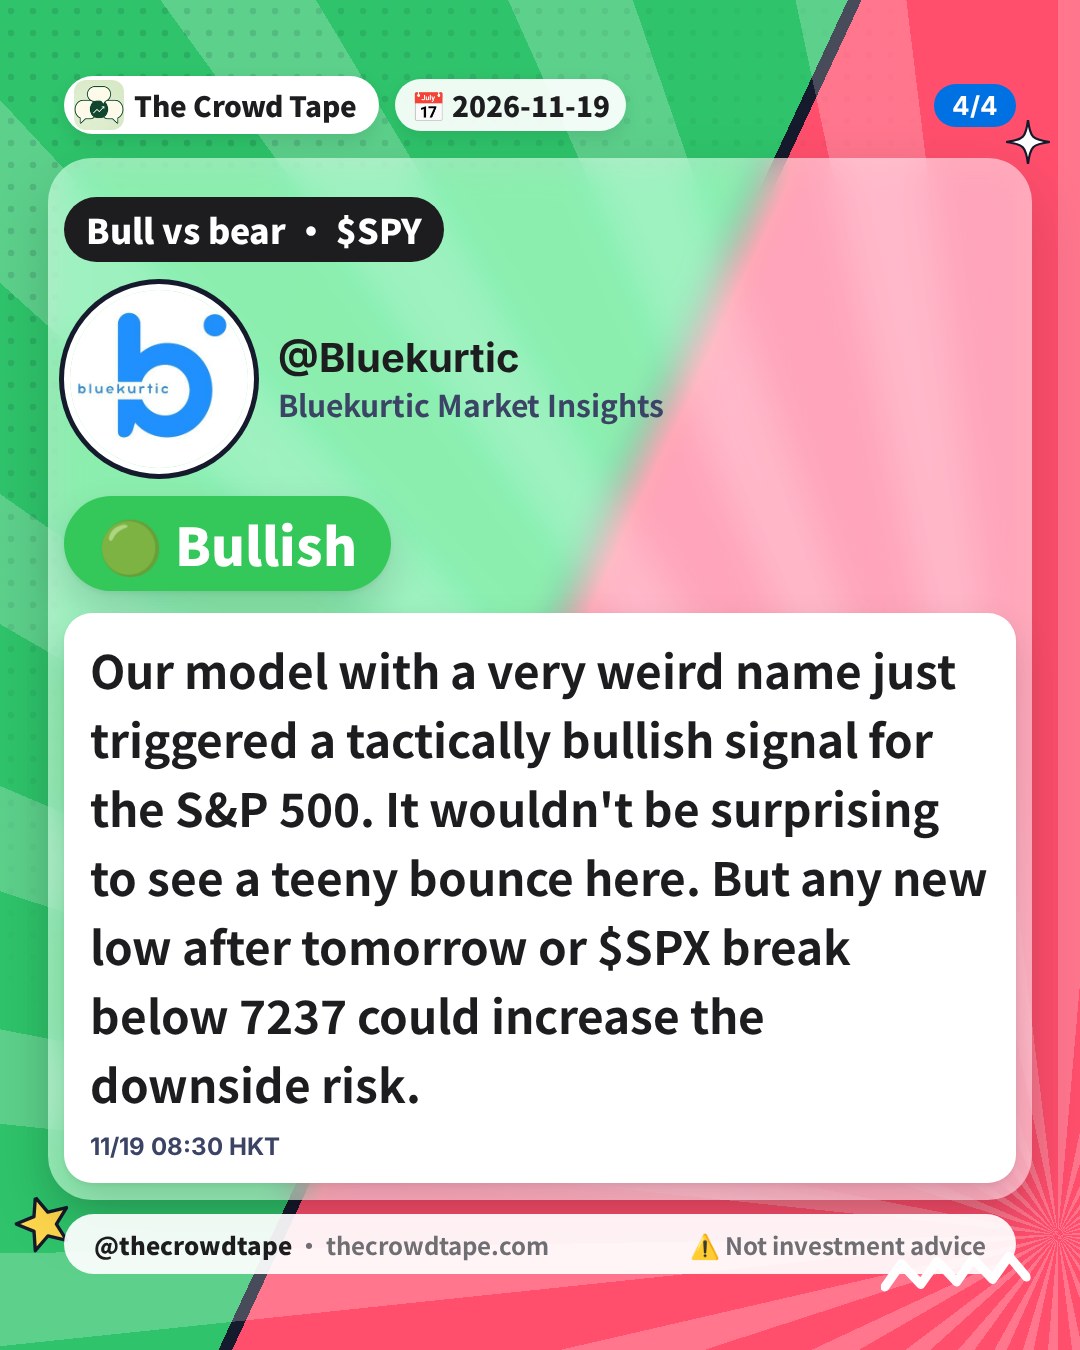 The Crowd Tape
July 17 2026-11-19
4/4
Bull vs bear • $SPY
bluekurtic
@Bluekurtic
Bluekurtic Market Insights
Bullish
Our model with a very weird name just
triggered a tactically bullish signal for
the S&P 500. It wouldn't be surprising
to see a teeny bounce here. But any new
low after tomorrow or $SPX break
below 7237 could increase the
downside risk.
11/19 08:30 HKT
@thecrowdtape • thecrowdtape.com
⚠️ Not investment advice